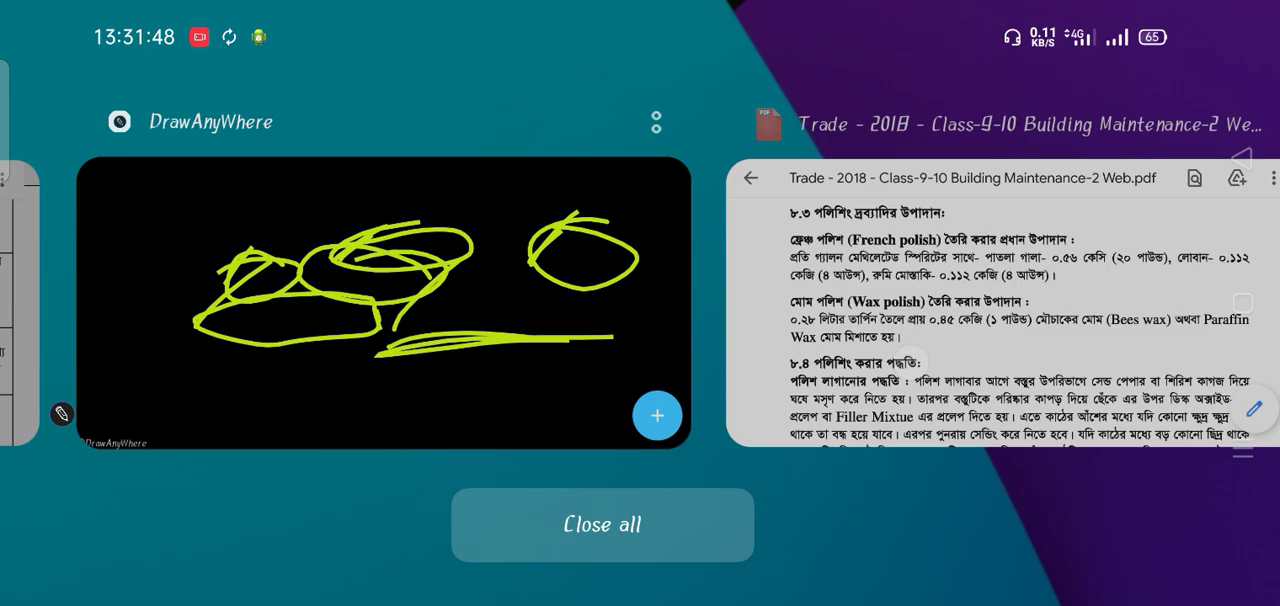 13:31:48
0.11 KB/S 4G 65
DrawAnyWhere
PDF
Trade - 2018 - Class-9-10 Building Maintenance-2 We...
Trade - 2018 - Class-9-10 Building Maintenance-2 Web.pdf
৮.৩ পলিশিং দ্রব্যাদির উপাদান:
ফ্রেঞ্চ পলিশ (French polish) তৈরি করার প্রধান উপাদান :
প্রতি গ্যালন মেথিলেটেড স্পিরিটের সাথে- পাতলা গালা- ০.৫৬ কেসি (২০ পাউন্ড), লোবান- ০.১১২
কেজি (৪ আউন্স), রুমি মোস্তাকি- ০.১১২ কেজি (৪ আউন্স)।
মোম পলিশ (Wax polish) তৈরি করার উপাদান :
০.২৮ লিটার তার্পিন তৈলে প্রায় ০.৪৫ কেজি (১ পাউন্ড) মৌচাকের মোম (Bees wax) অথবা Paraffin
Wax মোম মিশাতে হয়।
৮.৪ পলিশিং করার পদ্ধতি:
পলিশ লাগানোর পদ্ধতি : পলিশ লাগাবার আগে বস্তুর উপরিভাগে সেন্ড পেপার বা শিরিশ কাগজ দিয়ে
ঘষে মসৃণ করে নিতে হয়। তারপর বস্তুটিকে পরিষ্কার কাপড় দিয়ে ছেঁকে এর উপর ডিস্ক অক্সাইড-
প্রলেপ বা Filler Mixtue এর প্রলেপ দিতে হয়। এতে কাঠের আঁশের মধ্যে যদি কোনো ক্ষুদ্র ক্ষুদ্র
থাকে তা বন্ধ হয়ে যাবে। এরপর পুনরায় সেন্ডিং করে নিতে হবে। যদি কাঠের মধ্যে বড় কোনো ছিদ্র থাকে
DrawAnyWhere
Close all